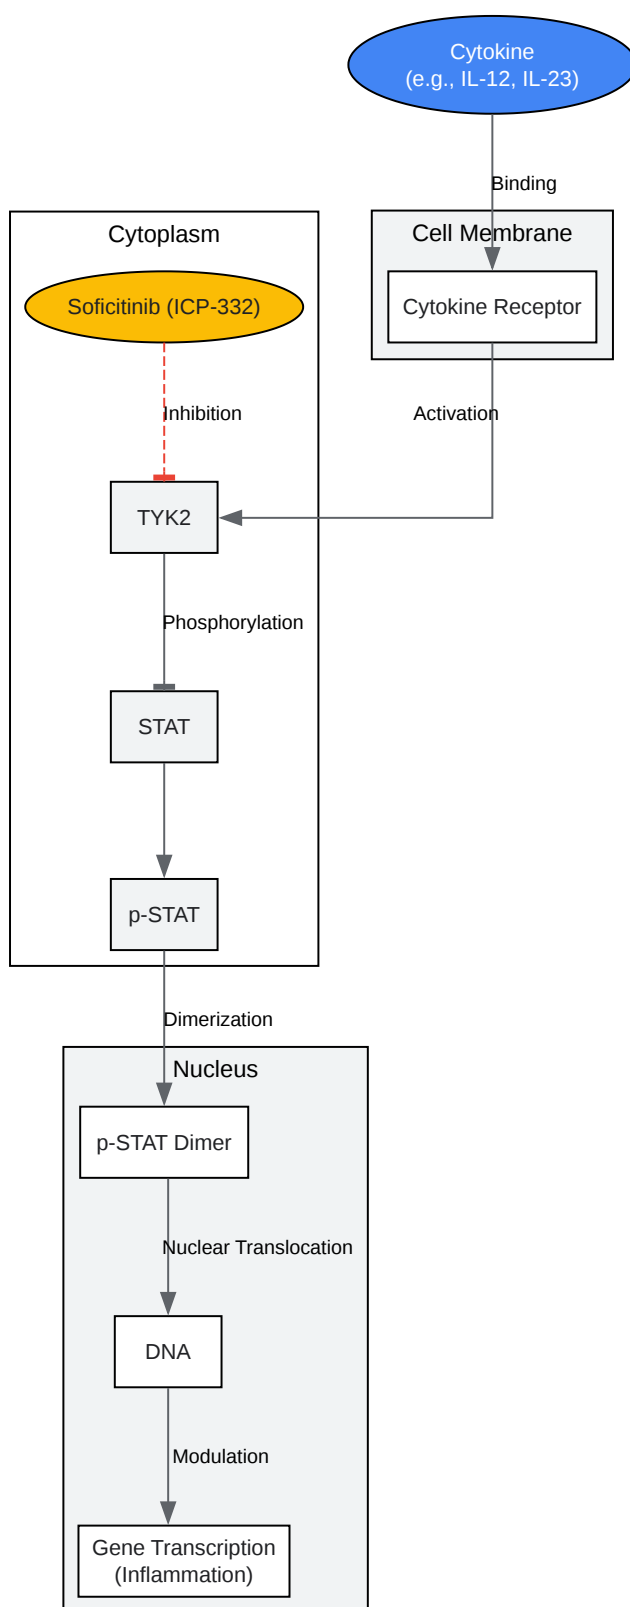 Cytokine
(e.g., IL-12, IL-23)
Binding
Cell Membrane
Cytokine Receptor
Cytoplasm
Soficitinib (ICP-332)
Inhibition
Activation
TYK2
Phosphorylation
STAT
p-STAT
Dimerization
Nucleus
p-STAT Dimer
Nuclear Translocation
DNA
Modulation
Gene Transcription
(Inflammation)